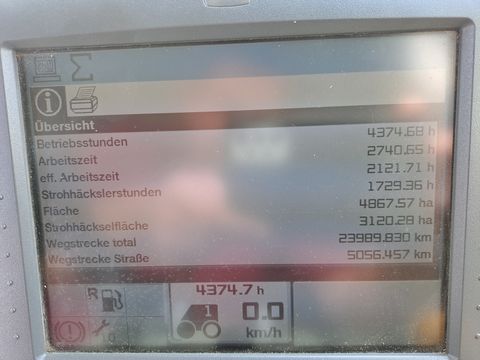 Übersicht
Betriebsstunden 4374.68 h
Arbeitszeit 2740.65 h
eff. Arbeitszeit 2121.71 h
Strohhäckslerstunden 1729.36 h
Fläche 4867.57 ha
Strohhäckselfläche 3120.28 ha
Wegstrecke total 23989.830 km
Wegstrecke Straße 5056.457 km
R
4374.7 h
1
0.0
km/h